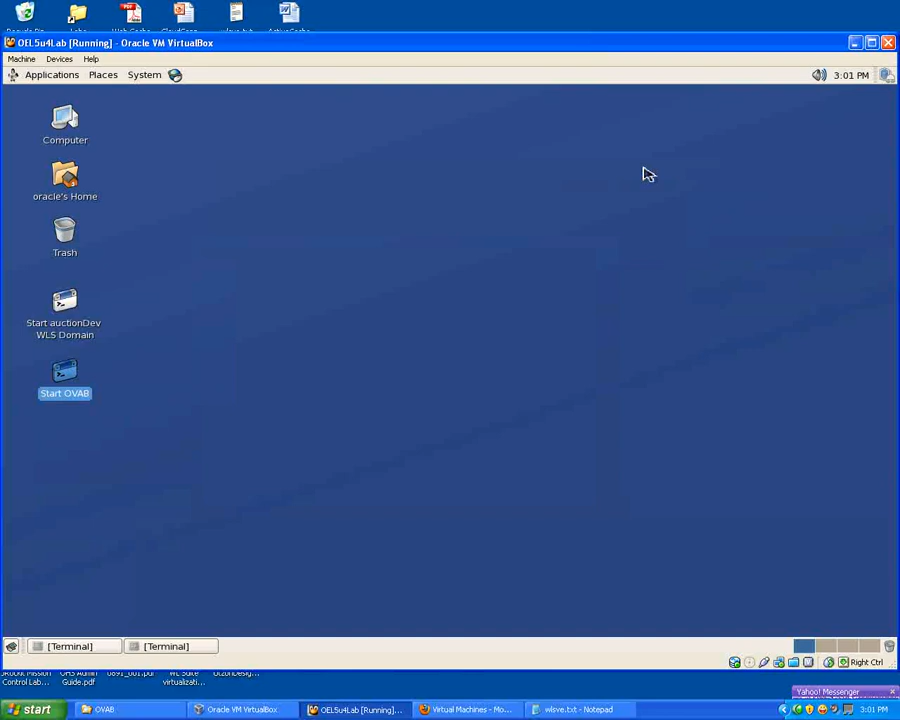 OEL5u4Lab [Running] - Oracle VM VirtualBox
Machine Devices Help
Applications Places System
3:01 PM
Computer
oracle's Home
Trash
Start auctionDev
WLS Domain
Start OVAB
[Terminal] [Terminal]
Right Ctrl
Control Lab...
Guide.pdf
virtualizati...
Yahoo! Messenger
start
OVAB
Oracle VM VirtualBox
OEL5u4Lab [Running]...
Virtual Machines - Mo...
wlsve.txt - Notepad
3:01 PM